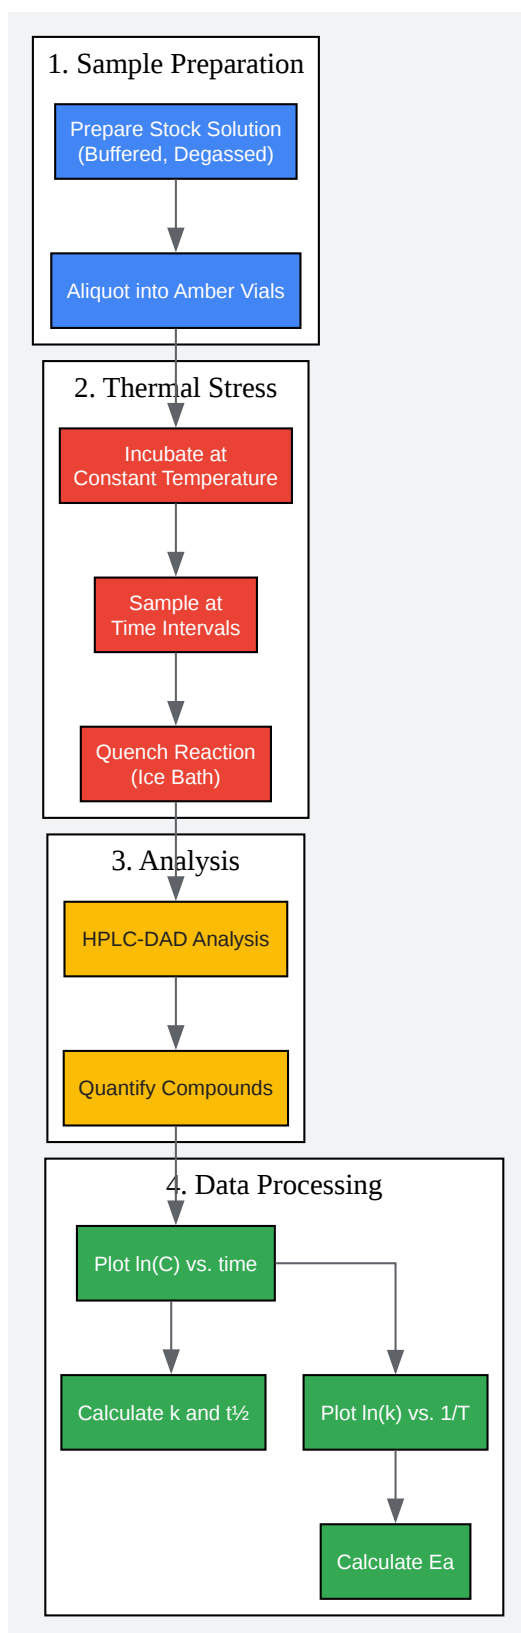 1. Sample Preparation
Prepare Stock Solution
(Buffered, Degassed)
Aliquot into Amber Vials
2. Thermal Stress
Incubate at
Constant Temperature
Sample at
Time Intervals
Quench Reaction
(Ice Bath)
3. Analysis
HPLC-DAD Analysis
Quantify Compounds
4. Data Processing
Plot ln(C) vs. time
Calculate k and t½
Plot ln(k) vs. 1/T
Calculate Ea